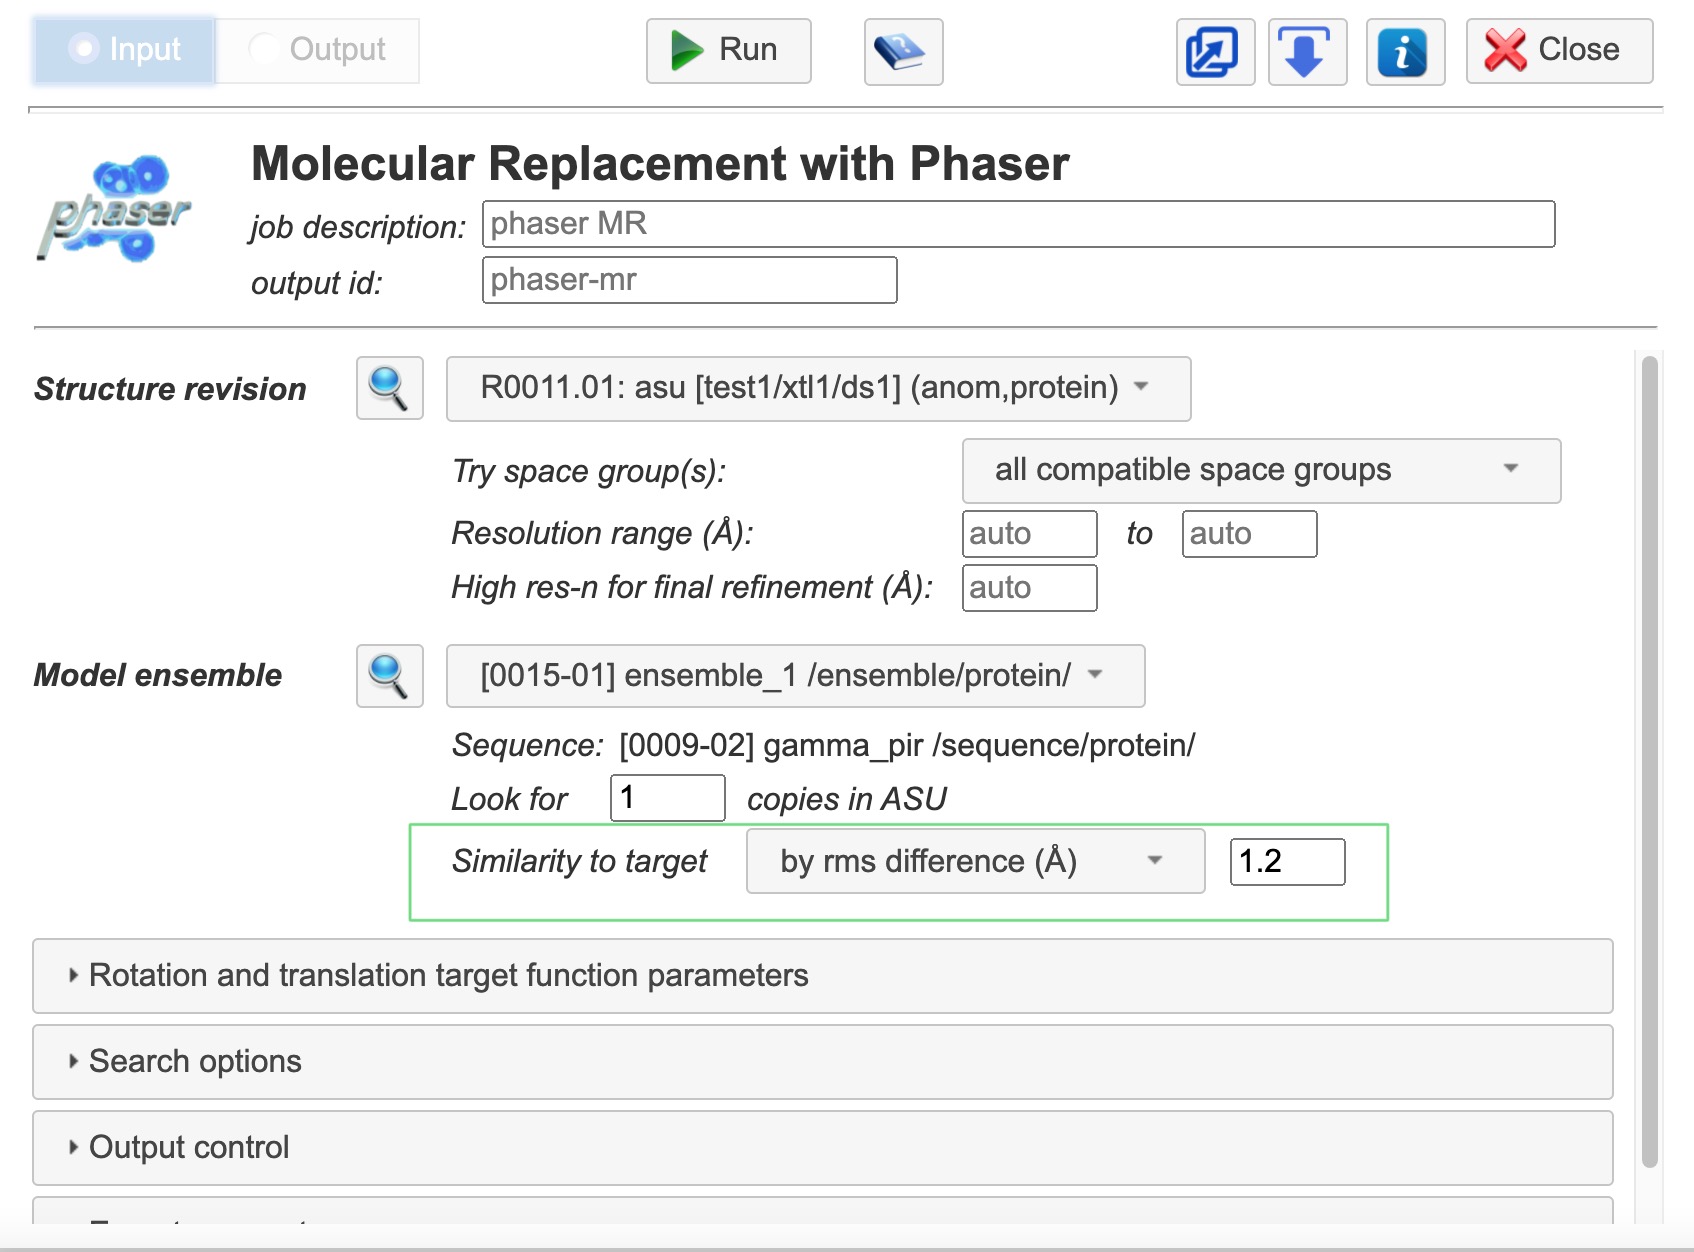 Input Output Run Close
Molecular Replacement with Phaser
phaser
job description: phaser MR
output id: phaser-mr
Structure revision R0011.01: asu [test1/xtl1/ds1] (anom,protein)
Try space group(s): all compatible space groups
Resolution range (Å): auto to auto
High res-n for final refinement (Å): auto
Model ensemble [0015-01] ensemble_1 /ensemble/protein/
Sequence: [0009-02] gamma_pir /sequence/protein/
Look for 1 copies in ASU
Similarity to target by rms difference (Å) 1.2
Rotation and translation target function parameters
Search options
Output control